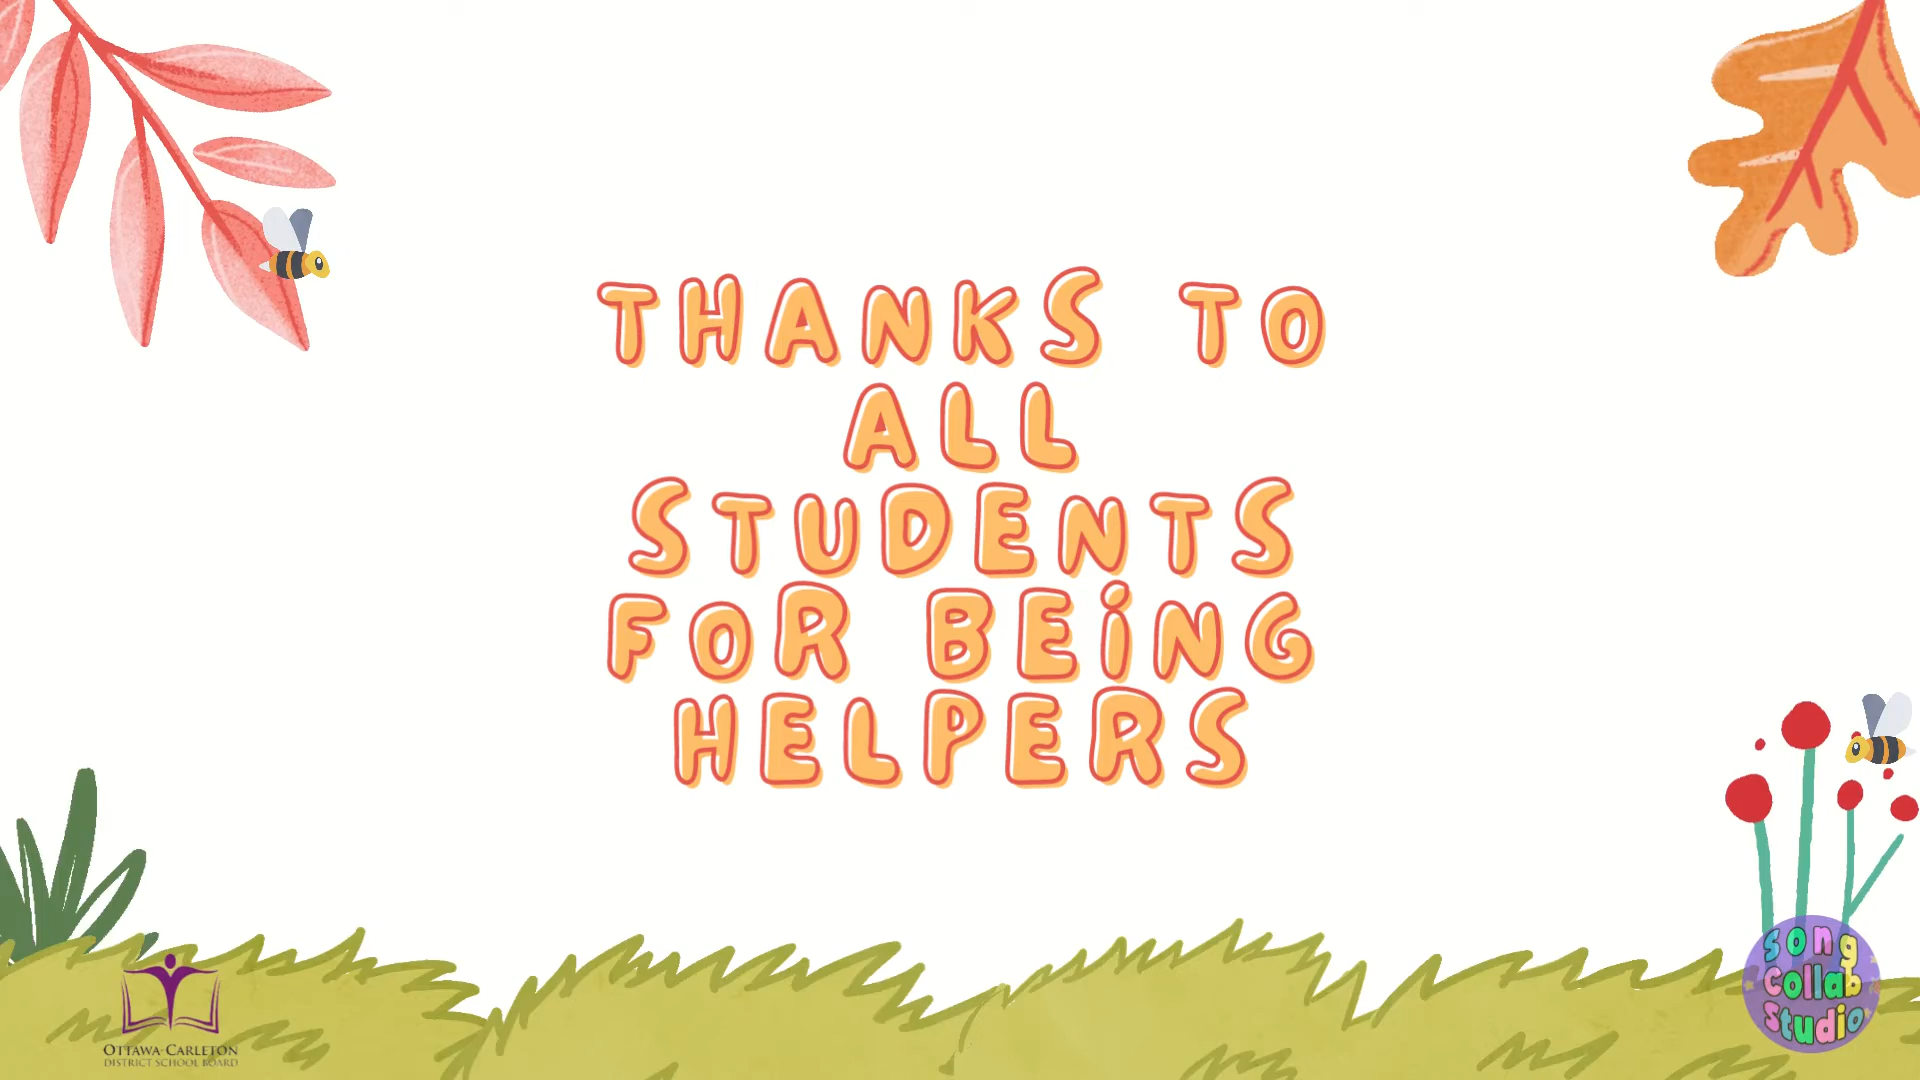 THANKS TO
ALL
STUDENTS
FOR BEING
HELPERS
OTTAWA-CARLETON
DISTRICT SCHOOL BOARD
song
collab
studio